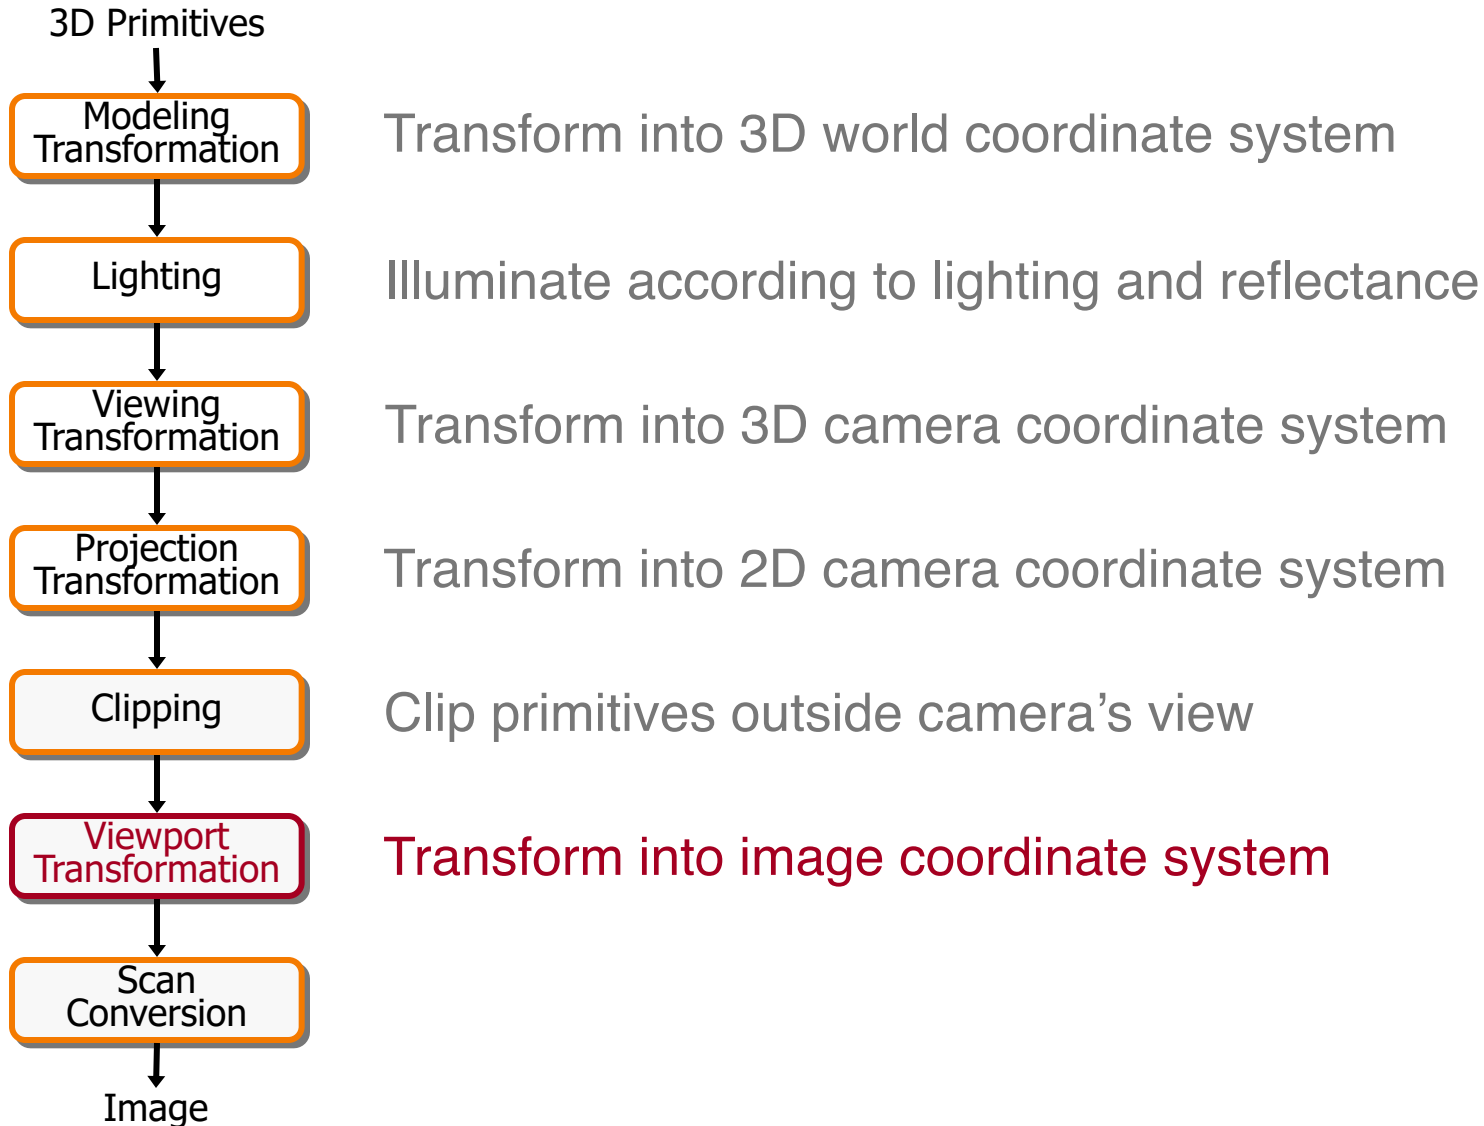 3D Primitives
Modeling
Transformation
Transform into 3D world coordinate system
Lighting
Illuminate according to lighting and reflectance
Viewing
Transformation
Transform into 3D camera coordinate system
Projection
Transformation
Transform into 2D camera coordinate system
Clipping
Clip primitives outside camera’s view
Viewport
Transformation
Transform into image coordinate system
Scan
Conversion
Image